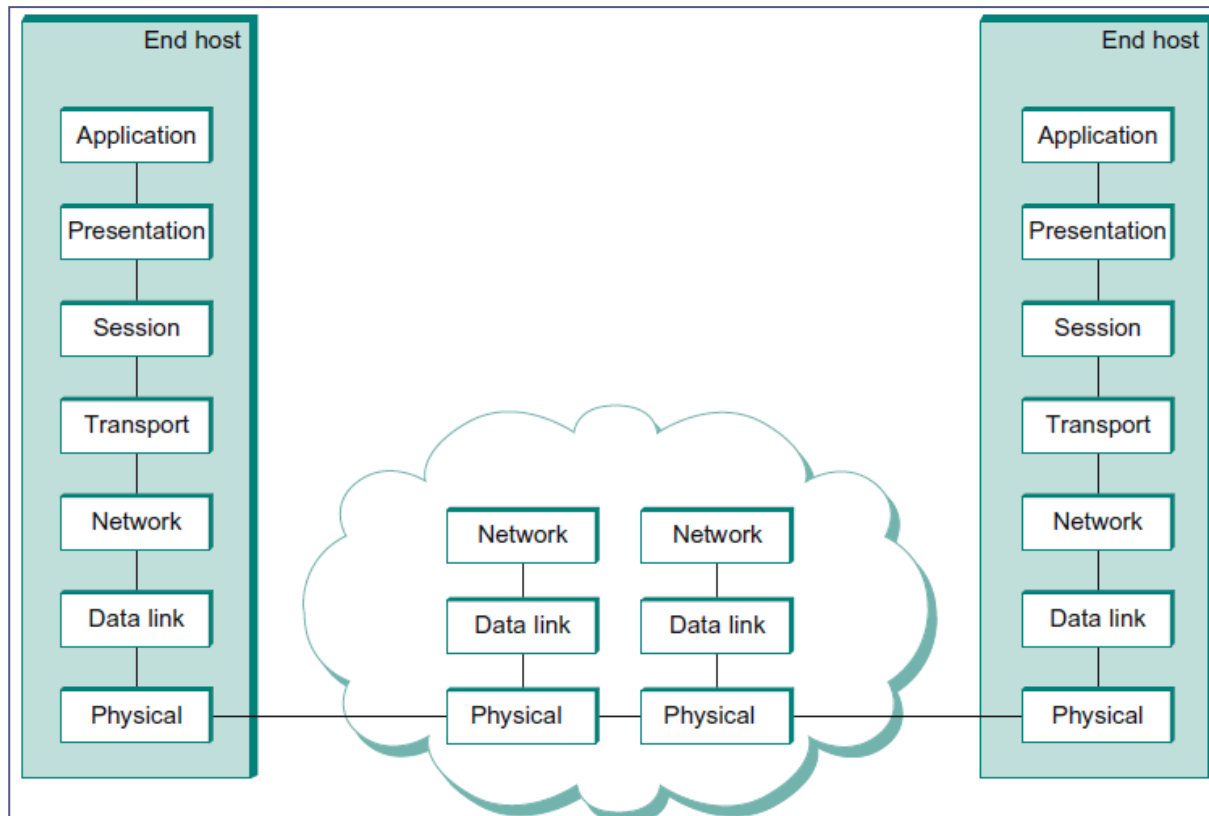 End host
End host
Application
Application
Presentation
Presentation
Session
Session
Transport
Transport
Network
Network
Network
Network
Data link
Data link
Data link
Data link
Physical
Physical
Physical
Physical